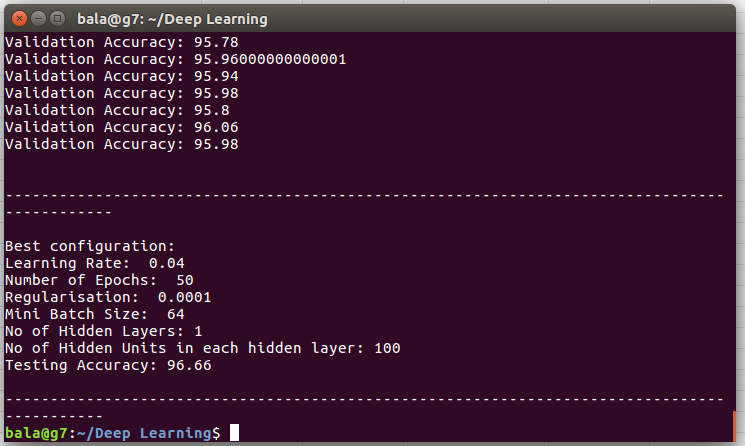 bala@g7: ~/Deep Learning
Validation Accuracy: 95.78
Validation Accuracy: 95.96000000000001
Validation Accuracy: 95.94
Validation Accuracy: 95.98
Validation Accuracy: 95.8
Validation Accuracy: 96.06
Validation Accuracy: 95.98
--------------------------------------------------------------------------------
------------
Best configuration:
Learning Rate:  0.04
Number of Epochs:  50
Regularisation:  0.0001
Mini Batch Size:  64
No of Hidden Layers: 1
No of Hidden Units in each hidden layer: 100
Testing Accuracy: 96.66
--------------------------------------------------------------------------------
-----------
bala@g7:~/Deep Learning$